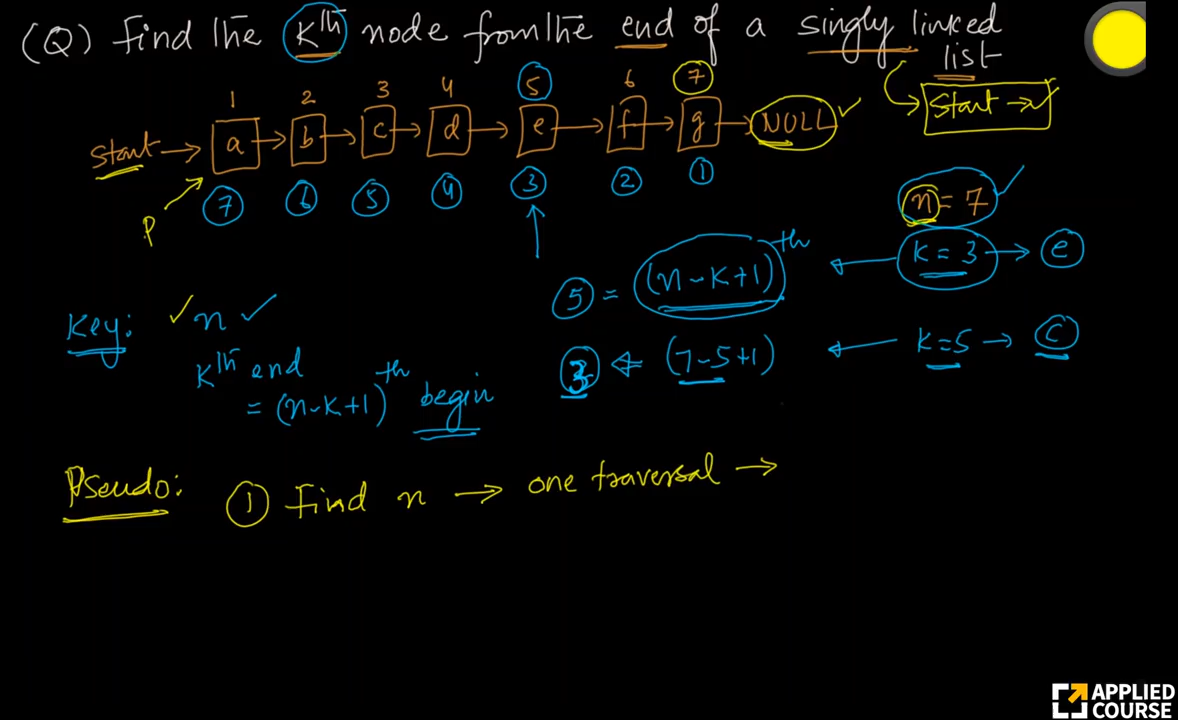 (Q) Find the Kth node from the end of a singly linked
list
1 2 3 4 5 6 7
start → a → b → c → d → e → f → g → NULL
Start →
7 6 5 4 3 2 1
P
n = 7
5 = (n-k+1)th ← k = 3 → e
Key: n
3 ⇐ (7-5+1) ← k=5 → c
Kth end
= (n-k+1)th begin
Pseudo: 1 Find n → one traversal →
APPLIED
COURSE